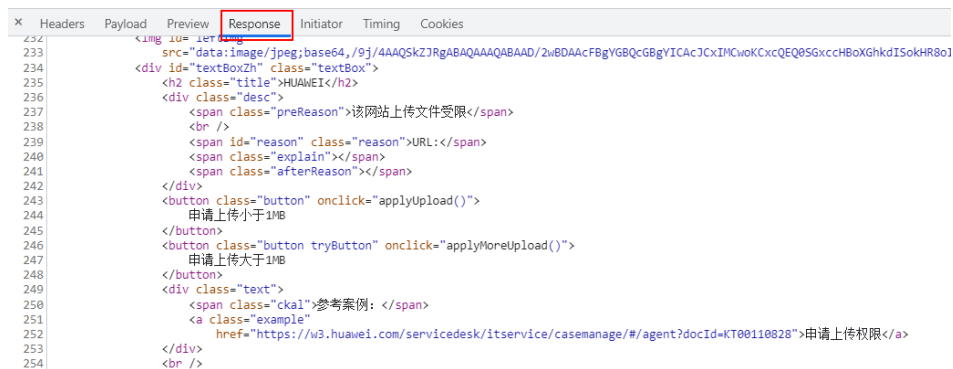 × Headers Payload Preview Response Initiator Timing Cookies
232 <img id="leftImg"
233 src="data:image/jpeg;base64,/9j/4AAQSkZJRgABAQAAAQABAAD/2wBDAAcFBgYGBQcGBgYICAcJCxIMCwoKCxcQEQ0SGxccHBoXGhkdISokHR8oI
234 <div id="textBoxZh" class="textBox">
235 <h2 class="title">HUAWEI</h2>
236 <div class="desc">
237 <span class="preReason">该网站上传文件受限</span>
238 <br />
239 <span id="reason" class="reason">URL:</span>
240 <span class="explain"></span>
241 <span class="afterReason"></span>
242 </div>
243 <button class="button" onclick="applyUpload()">
244 申请上传小于1MB
245 </button>
246 <button class="button tryButton" onclick="applyMoreUpload()">
247 申请上传大于1MB
248 </button>
249 <div class="text">
250 <span class="ckal">参考案例：</span>
251 <a class="example"
252 href="https://w3.huawei.com/servicedesk/itservice/casemanage/#/agent?docId=KT00110828">申请上传权限</a>
253 </div>
254 <br />